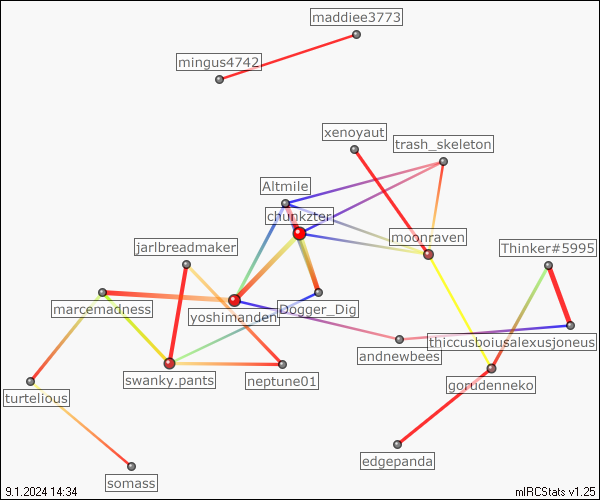 maddiee3773
mingus4742
xenoyaut
trash_skeleton
Altmile
chunkzter
moonraven
jarlbreadmaker
Thinker#5995
marcemadness
yoshimanden
Dogger_Dig
thiccusboiusalexusjoneus
andnewbees
swanky.pants
neptune01
gorudenneko
turtelious
edgepanda
somass
9.1.2024 14:34
mIRCStats v1.25